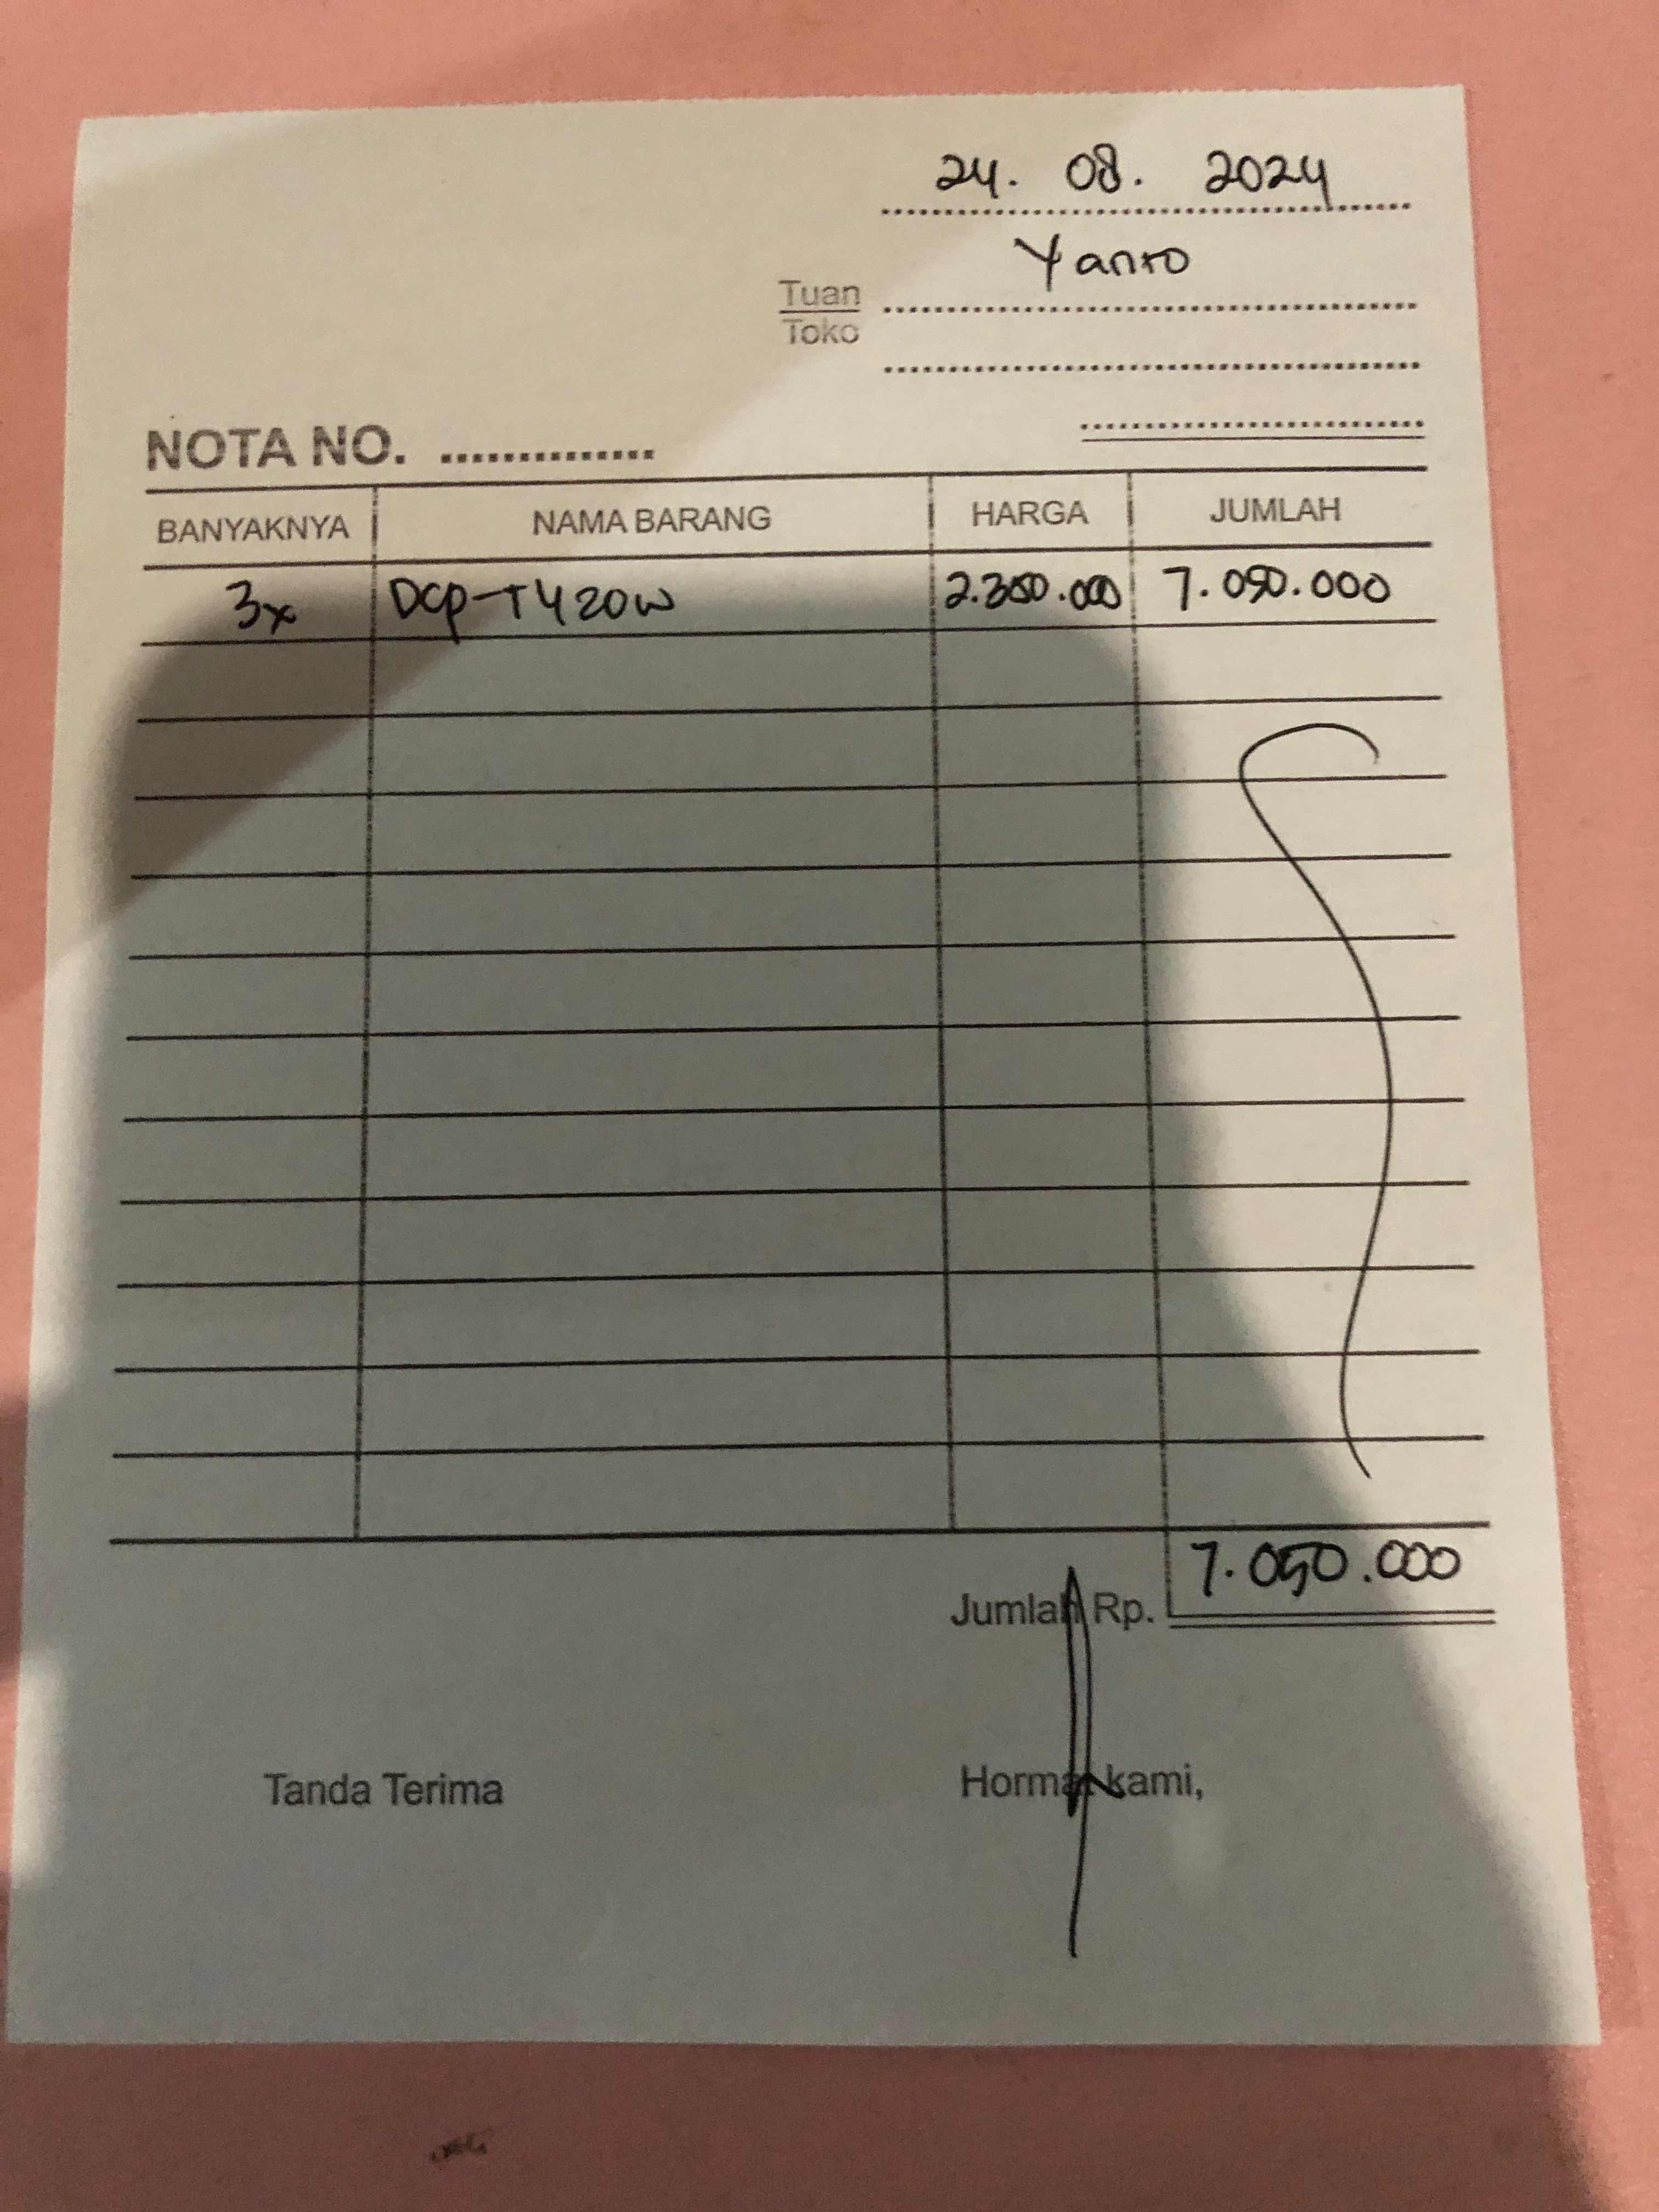 24. 08. 2024
Yanto
Tuan
Toko
NOTA NO. ..............
BANYAKNYA NAMA BARANG HARGA JUMLAH
3x DCP-T420W 2.350.000 7.050.000
Jumlah Rp. 7.050.000
Tanda Terima Hormat kami,